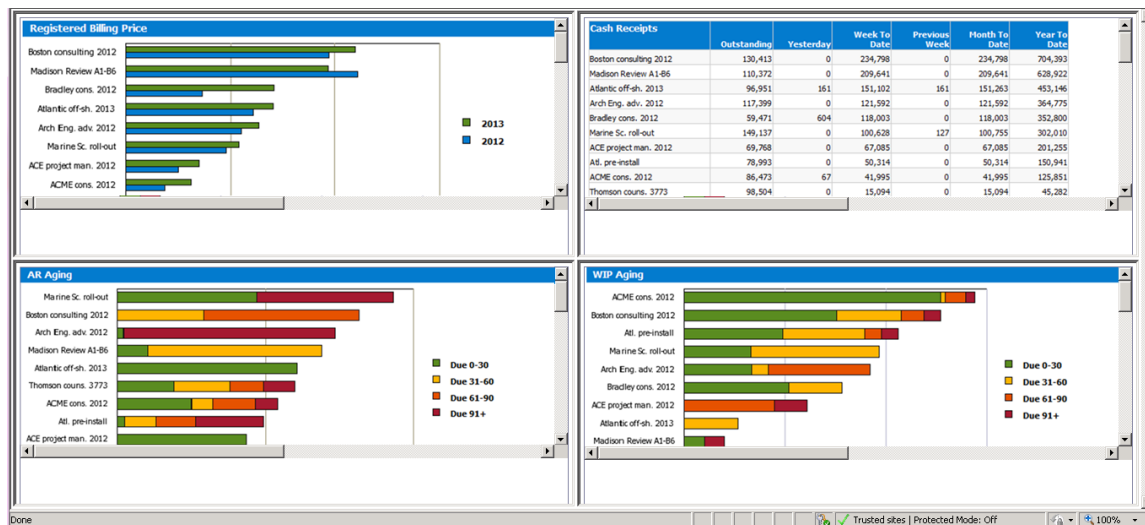 Registered Billing Price
Boston consulting 2012
Madison Review A1-B6
Bradley cons. 2012
Atlantic off-sh. 2013
Arch Eng. adv. 2012
Marine Sc. roll-out
ACE project man. 2012
ACME cons. 2012
2013
2012
Cash Receipts Outstanding Yesterday Week To Date Previous Week Month To Date Year To Date
Boston consulting 2012 130,413 0 234,798 0 234,798 704,393
Madison Review A1-B6 110,372 0 209,641 0 209,641 628,922
Atlantic off-sh. 2013 96,951 161 151,102 161 151,263 453,146
Arch Eng. adv. 2012 117,399 0 121,592 0 121,592 364,775
Bradley cons. 2012 59,471 604 118,003 0 118,003 352,800
Marine Sc. roll-out 149,137 0 100,628 127 100,755 302,010
ACE project man. 2012 69,768 0 67,085 0 67,085 201,255
Atl. pre-install 78,993 0 50,314 0 50,314 150,941
ACME cons. 2012 86,473 67 41,995 0 41,995 125,851
Thomson couns. 3773 98,504 0 15,094 0 15,094 45,282
AR Aging
Marine Sc. roll-out
Boston consulting 2012
Arch Eng. adv. 2012
Madison Review A1-B6
Atlantic off-sh. 2013
Thomson couns. 3773
ACME cons. 2012
Atl. pre-install
ACE project man. 2012
Due 0-30
Due 31-60
Due 61-90
Due 91+
WIP Aging
ACME cons. 2012
Boston consulting 2012
Atl. pre-install
Marine Sc. roll-out
Arch Eng. adv. 2012
Bradley cons. 2012
ACE project man. 2012
Atlantic off-sh. 2013
Madison Review A1-B6
Due 0-30
Due 31-60
Due 61-90
Due 91+
Done
Trusted sites | Protected Mode: Off
100%